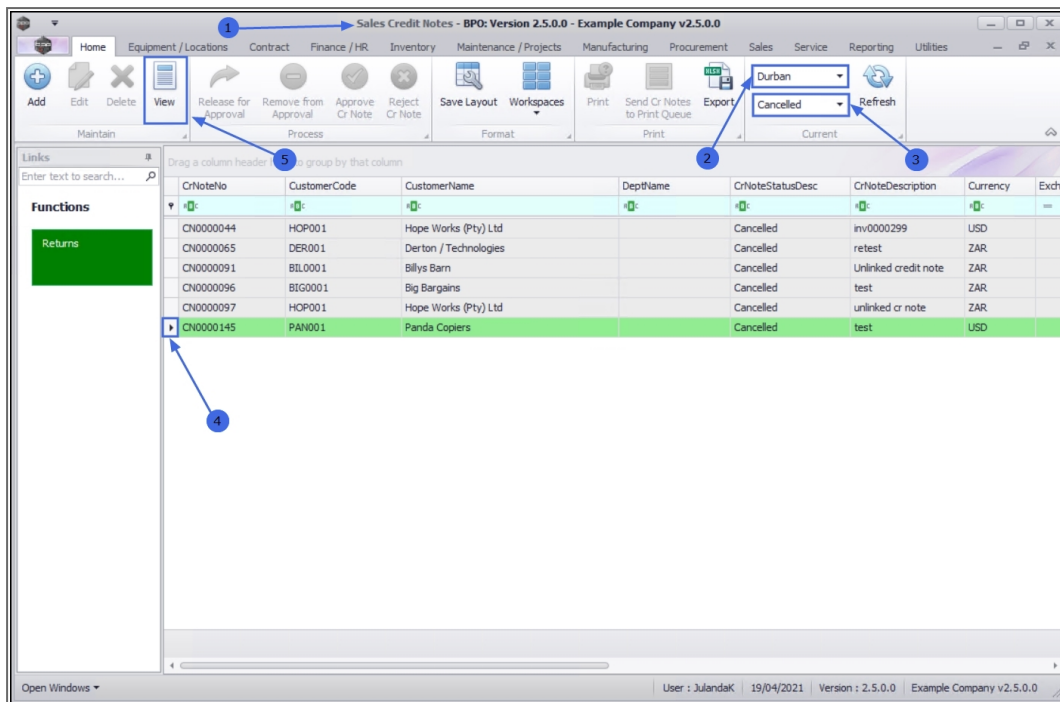 1
Sales Credit Notes - BPO: Version 2.5.0.0 - Example Company v2.5.0.0
Home Equipment / Locations Contract Finance / HR Inventory Maintenance / Projects Manufacturing Procurement Sales Service Reporting Utilities
Add Edit Delete View Release for Approval Remove from Approval Approve Cr Note Reject Cr Note Save Layout Workspaces Print Send Cr Notes to Print Queue XLSX Export Durban Cancelled Refresh
Maintain Process Format Print Current
5 2 3
Links
Drag a column header here to group by that column
Enter text to search...
CrNoteNo CustomerCode CustomerName DeptName CrNoteStatusDesc CrNoteDescription Currency Exch
Functions
Returns
CN0000044 HOP001 Hope Works (Pty) Ltd Cancelled inv0000299 USD
CN0000065 DER001 Derton / Technologies Cancelled retest ZAR
CN0000091 BIL0001 Billys Barn Cancelled Unlinked credit note ZAR
CN0000096 BIG0001 Big Bargains Cancelled test ZAR
CN0000097 HOP001 Hope Works (Pty) Ltd Cancelled unlinked cr note ZAR
CN0000145 PAN001 Panda Copiers Cancelled test USD
4
Open Windows User : JulandaK 19/04/2021 Version : 2.5.0.0 Example Company v2.5.0.0